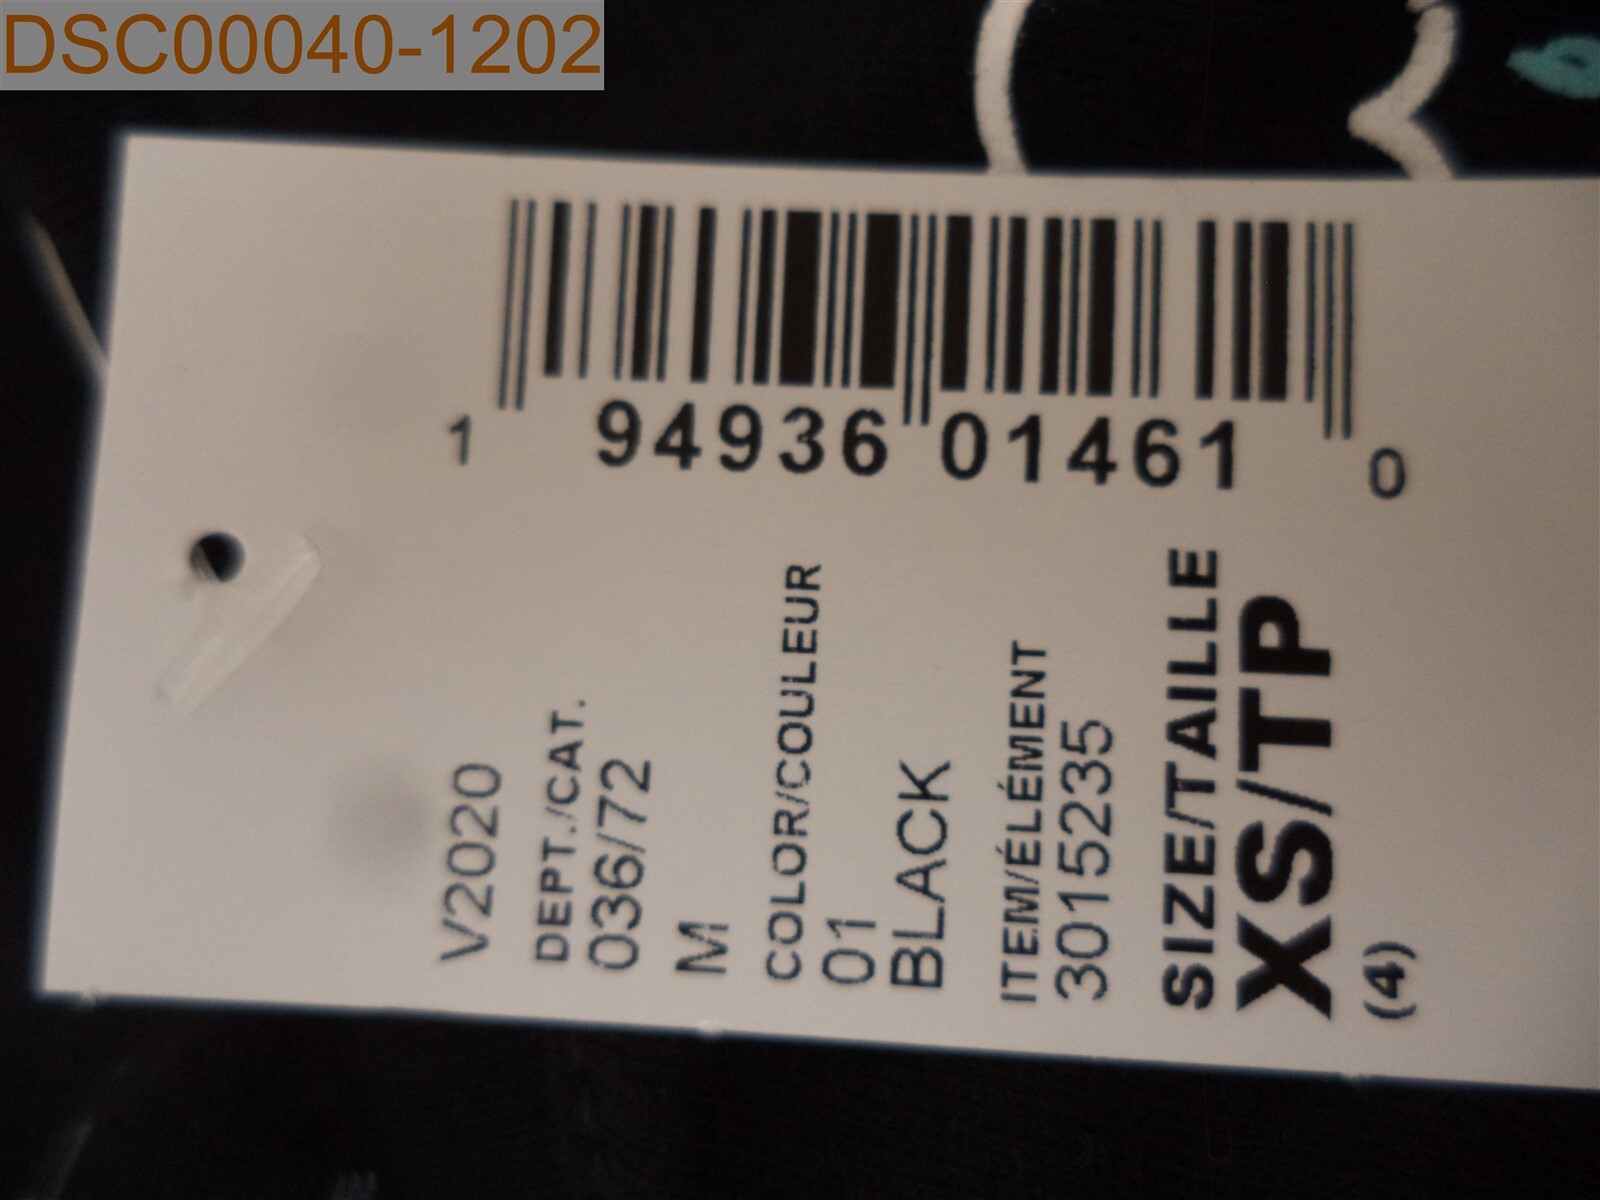 DSC00040-1202
1 94936 01461 0
V2020
DEPT./CAT.
036/72
M
COLOR/COULEUR
01
BLACK
ITEM/ÉLÉMENT
3015235
SIZE/TAILLE
XS/TP
(4)